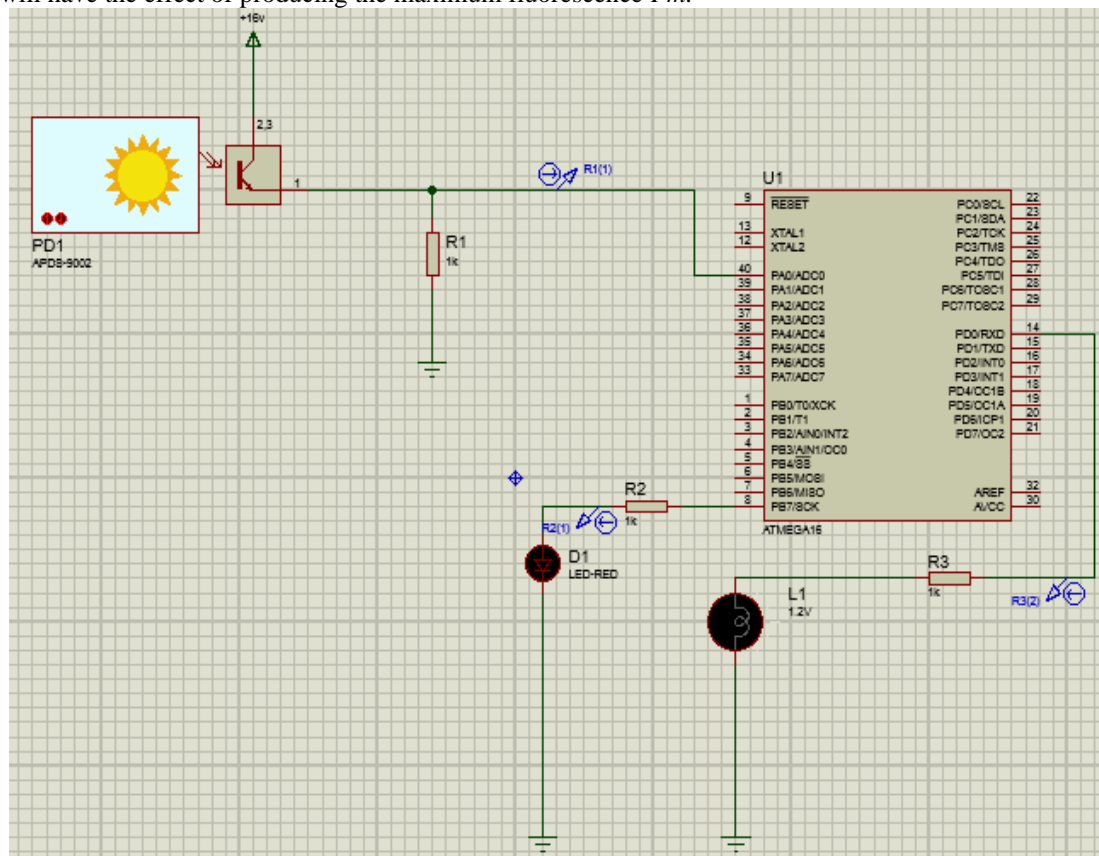 will have the effect of producing the maximum fluorescence Fm.
+16v
2,3
1
PD1
APDS-9002
R1
1k
R1(1)
U1
9 RESET
13 XTAL1
12 XTAL2
40 PA0/ADC0
39 PA1/ADC1
38 PA2/ADC2
37 PA3/ADC3
36 PA4/ADC4
35 PA5/ADC5
34 PA6/ADC6
33 PA7/ADC7
1 PB0/T0/XCK
2 PB1/T1
3 PB2/AIN0/INT2
4 PB3/AIN1/OC0
5 PB4/SS
6 PB5/MOSI
7 PB6/MISO
8 PB7/SCK
PC0/SCL 22
PC1/SDA 23
PC2/TCK 24
PC3/TMS 25
PC4/TDO 26
PC5/TDI 27
PC6/TOSC1 28
PC7/TOSC2 29
PD0/RXD 14
PD1/TXD 15
PD2/INT0 16
PD3/INT1 17
PD4/OC1B 18
PD5/OC1A 19
PD6/ICP1 20
PD7/OC2 21
AREF 32
AVCC 30
ATMEGA16
R2
1k
R2(1)
D1
LED-RED
R3
1k
R3(2)
L1
1.2V